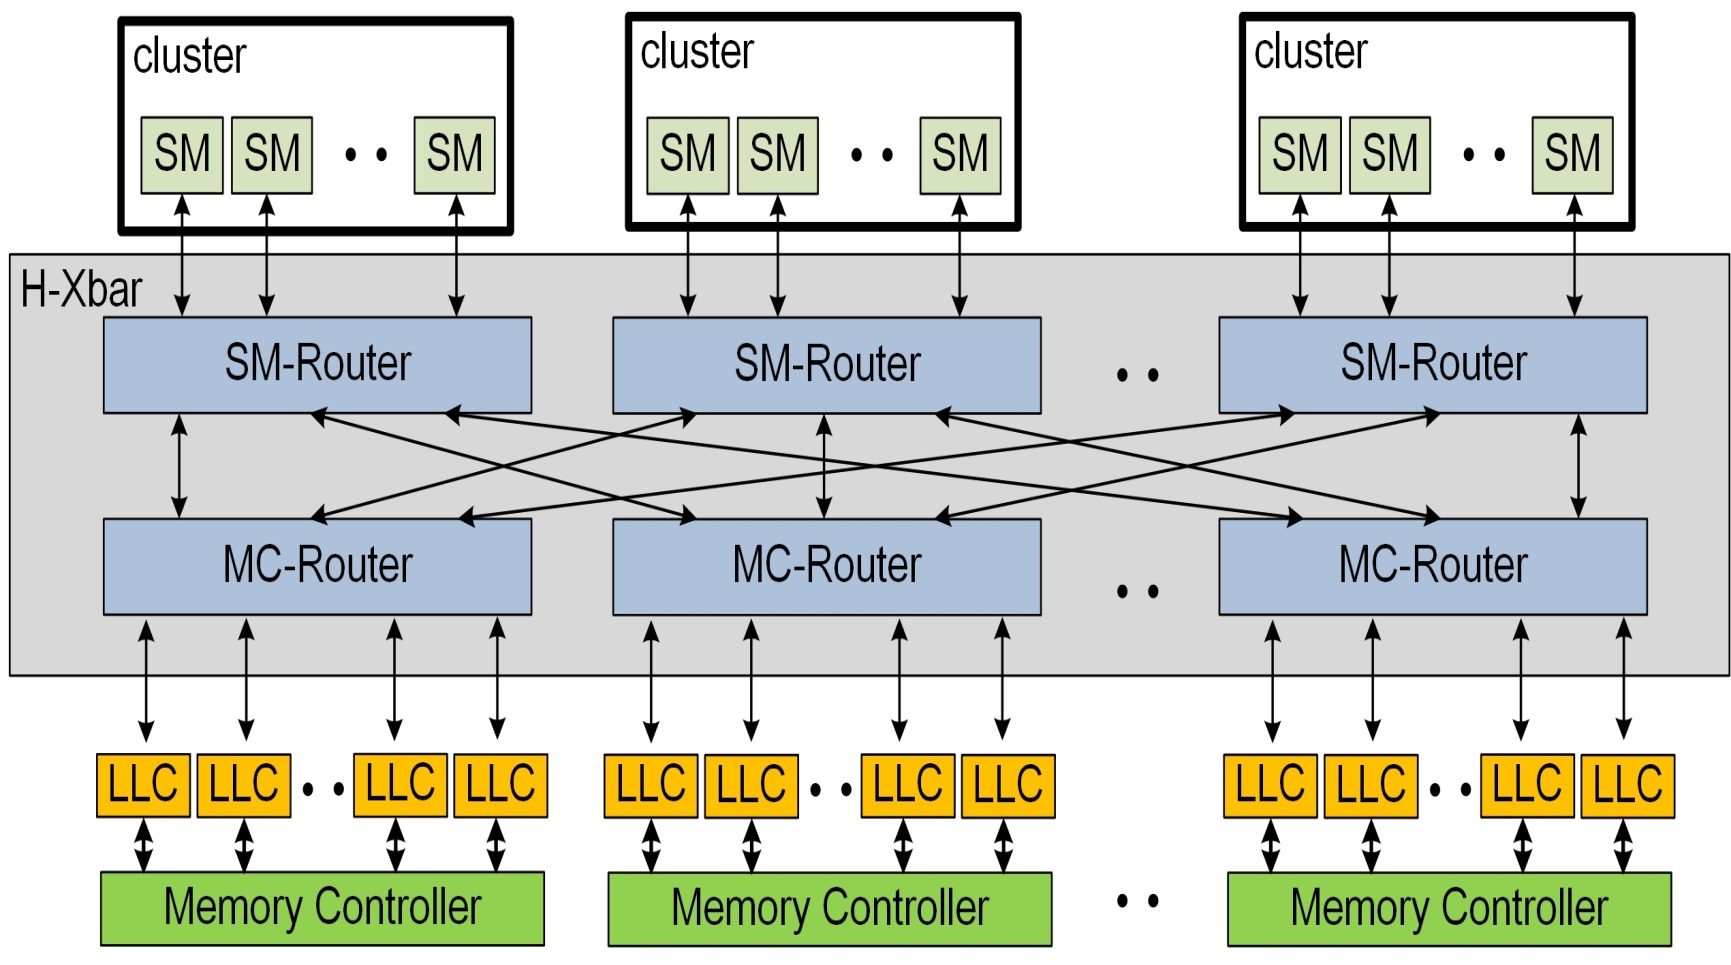 cluster cluster cluster
SM SM SM SM SM SM SM SM SM
H-Xbar
SM-Router SM-Router SM-Router
MC-Router MC-Router MC-Router
LLC LLC LLC LLC LLC LLC LLC LLC LLC LLC LLC LLC
Memory Controller Memory Controller Memory Controller